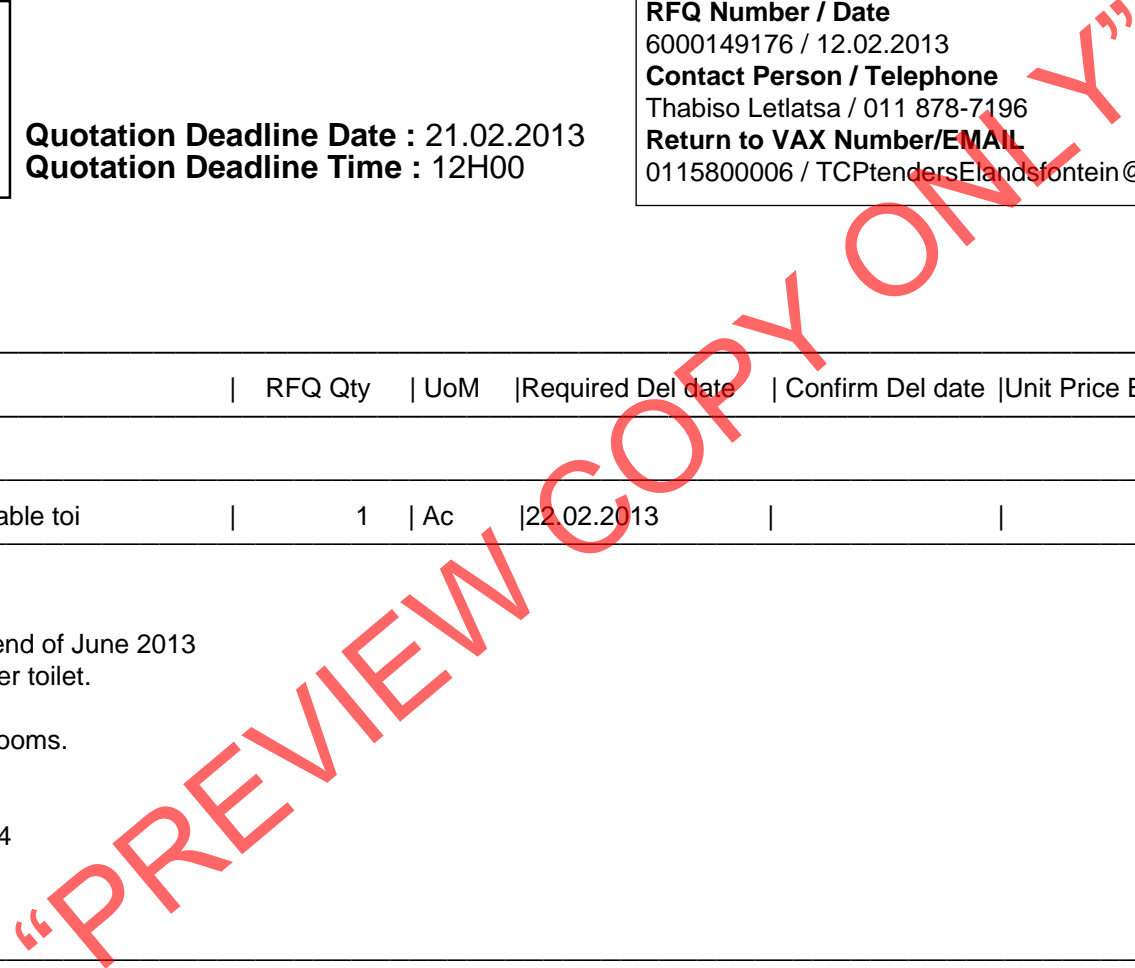 RFQ Number / Date
6000149176 / 12.02.2013
Contact Person / Telephone
Thabiso Letlatsa / 011 878-7196
Return to VAX Number/EMAIL
0115800006 / TCPtendersElandsfontein@
Quotation Deadline Date : 21.02.2013
Quotation Deadline Time : 12H00
| RFQ Qty | UoM |Required Del date | Confirm Del date |Unit Price E
able toi | 1 | Ac |22.02.2013 | |
end of June 2013
er toilet.
ooms.
4
“PREVIEW COPY ONLY”